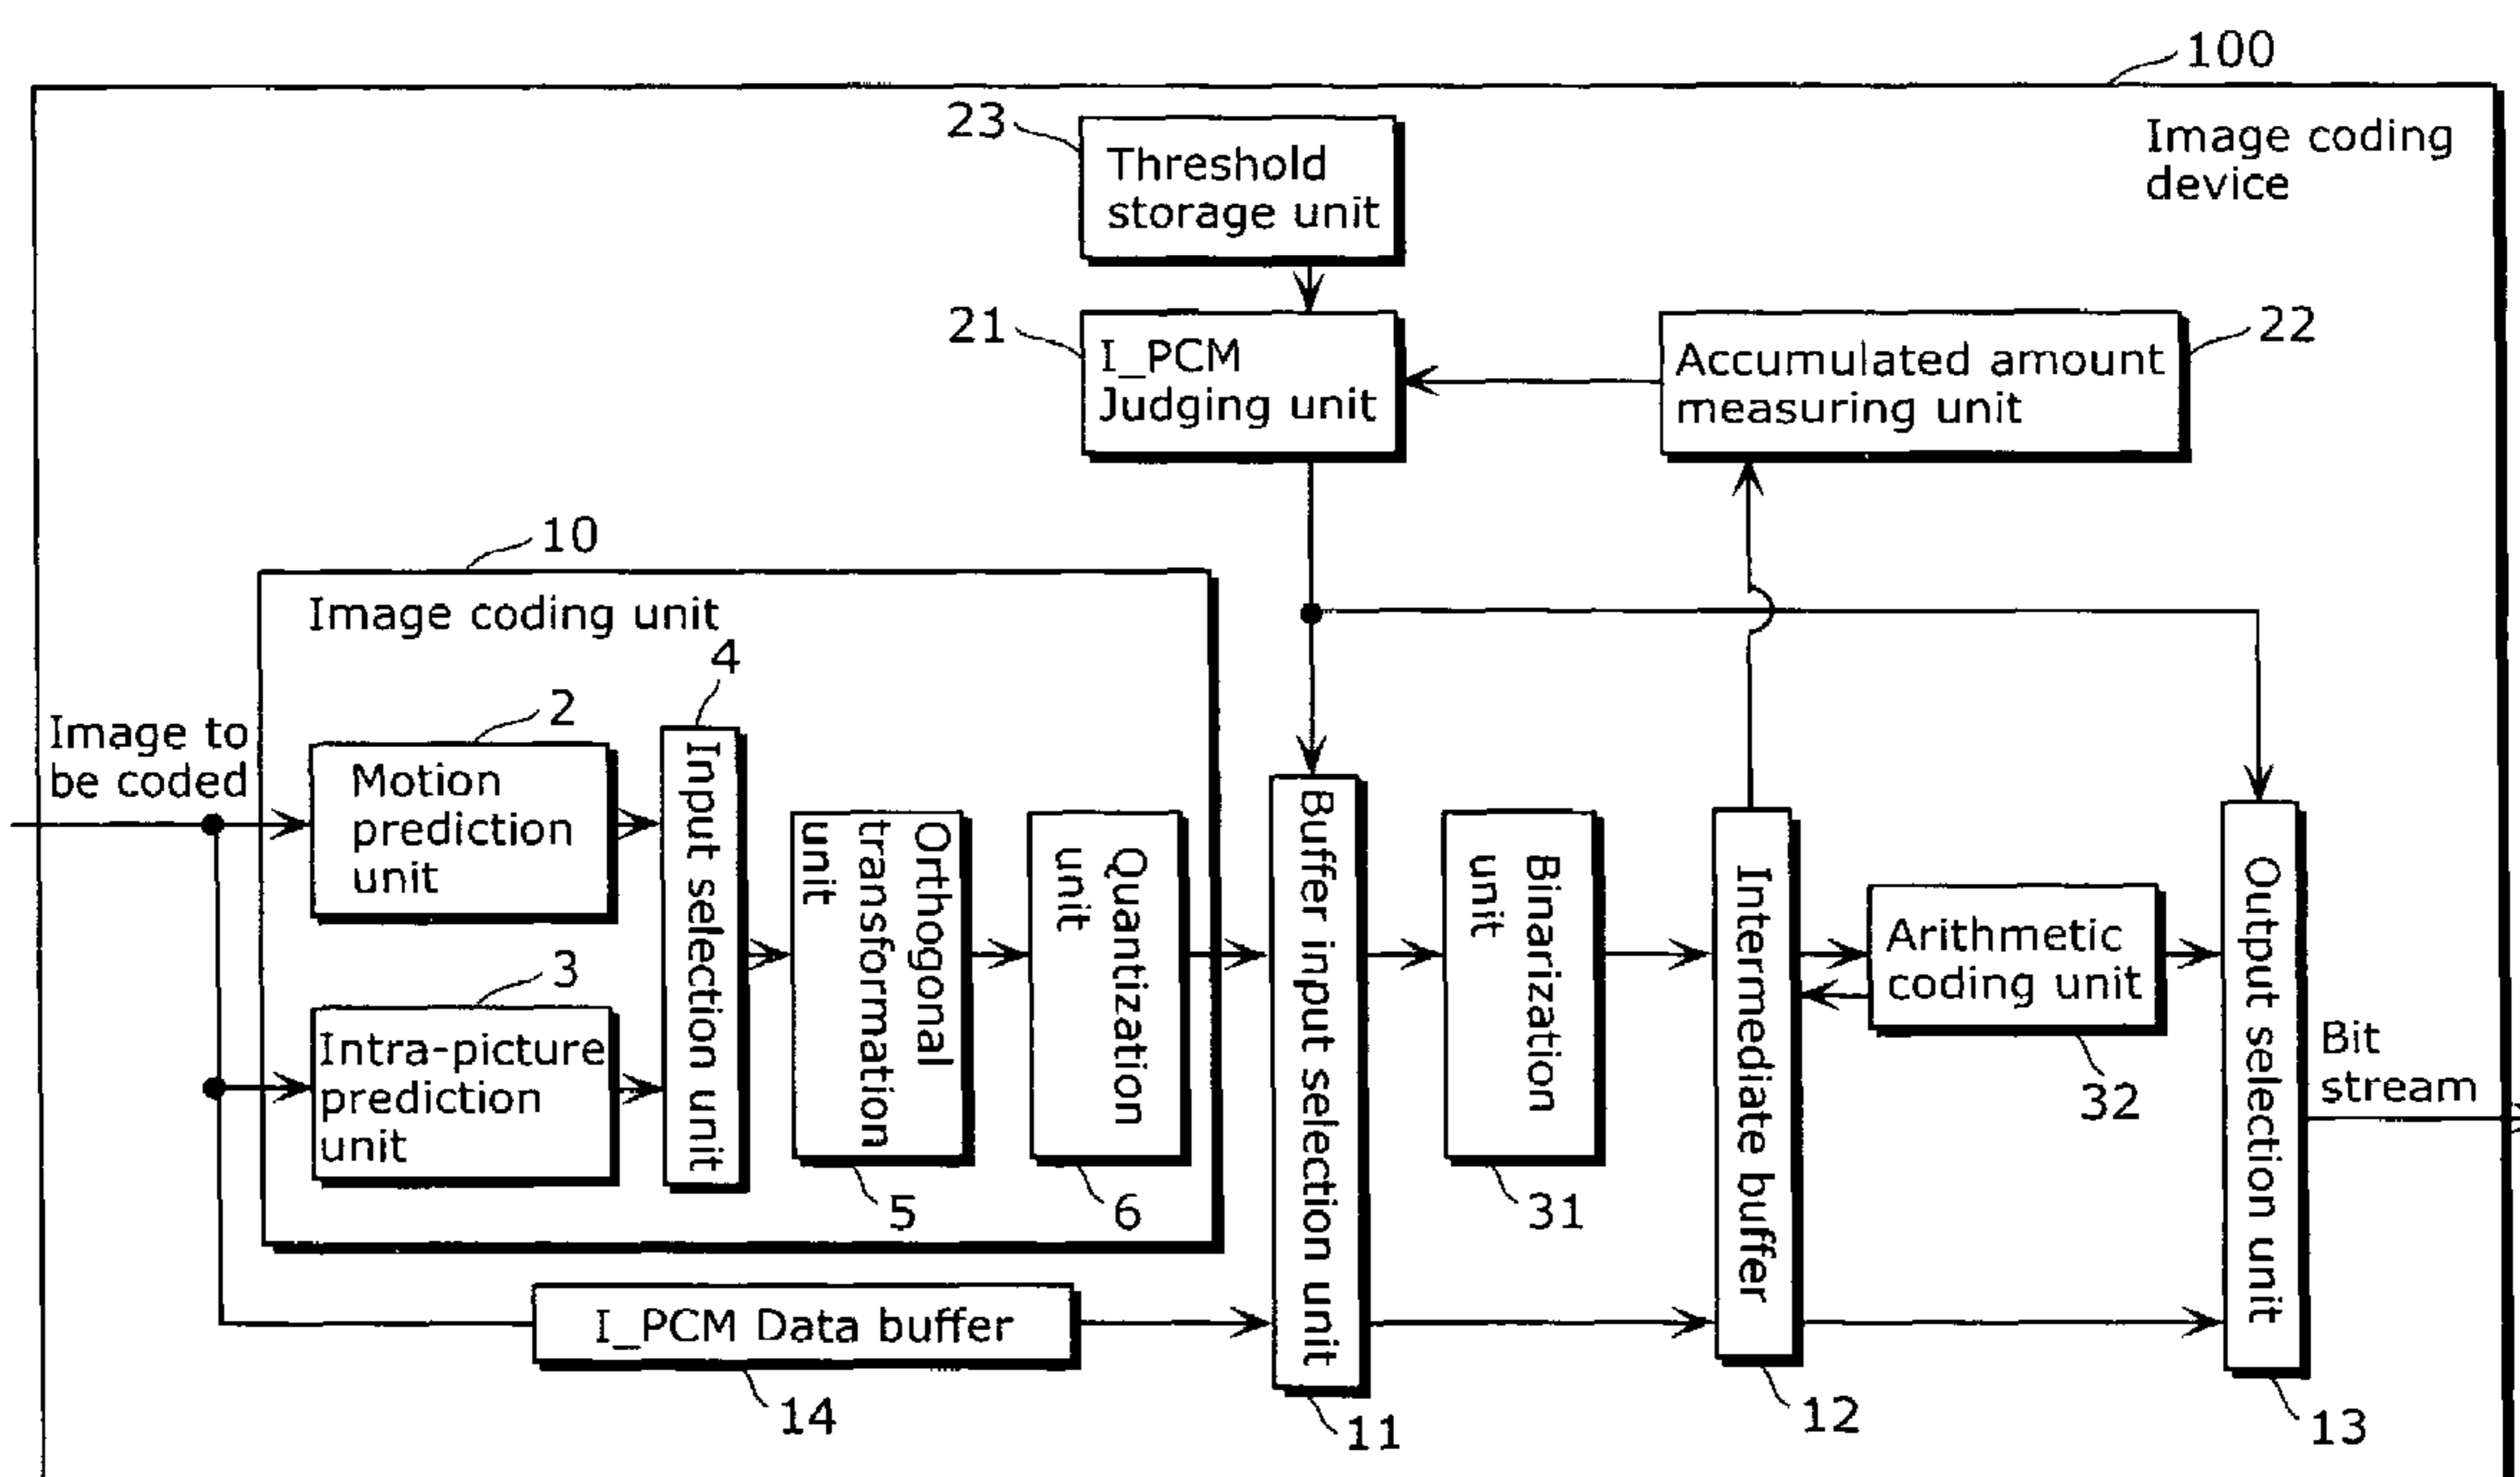 100
Image coding
device
23
Threshold
storage unit
21
I_PCM
Judging unit
22
Accumulated amount
measuring unit
10
Image coding unit
4
Image to
be coded
2
Motion
prediction
unit
3
Intra-picture
prediction
unit
Input selection unit
Orthogonal
transformation
unit
5
Quantization
unit
6
I_PCM Data buffer
14
Buffer input selection unit
11
Binarization
unit
31
Intermediate buffer
12
Arithmetic
coding unit
32
Output selection unit
13
Bit
stream